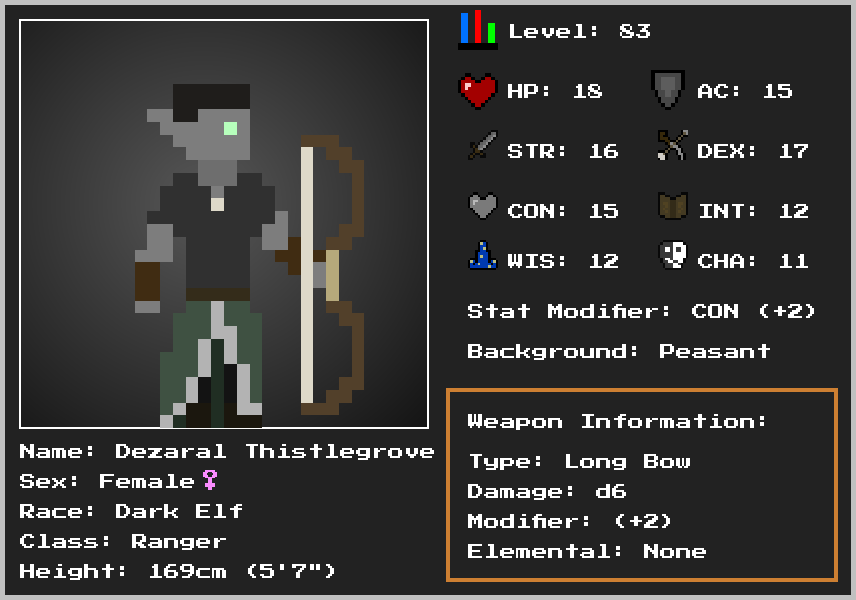 Level: 83
HP: 18 AC: 15
STR: 16 DEX: 17
CON: 15 INT: 12
WIS: 12 CHA: 11
Stat Modifier: CON (+2)
Background: Peasant
Weapon Information:
Type: Long Bow
Damage: d6
Modifier: (+2)
Elemental: None
Name: Dezaral Thistlegrove
Sex: Female♀
Race: Dark Elf
Class: Ranger
Height: 169cm (5'7")